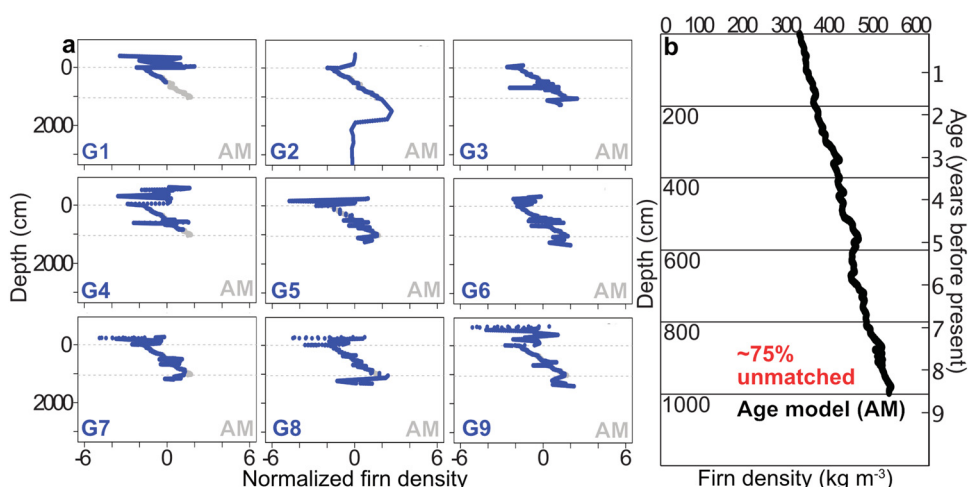 a
0
2000
G1 AM
G2 AM
G3 AM
0
2000
G4 AM
G5 AM
G6 AM
0
2000
G7 AM
G8 AM
G9 AM
-6 0 6
-6 0 6
-6 0 6
Depth (cm)
Normalized firn density
b
0 100 200 300 400 500 600
200
400
600
800
1000
1
2
3
4
5
6
7
8
9
Depth (cm)
Age (years before present)
~75%
unmatched
Age model (AM)
Firn density (kg m⁻³)